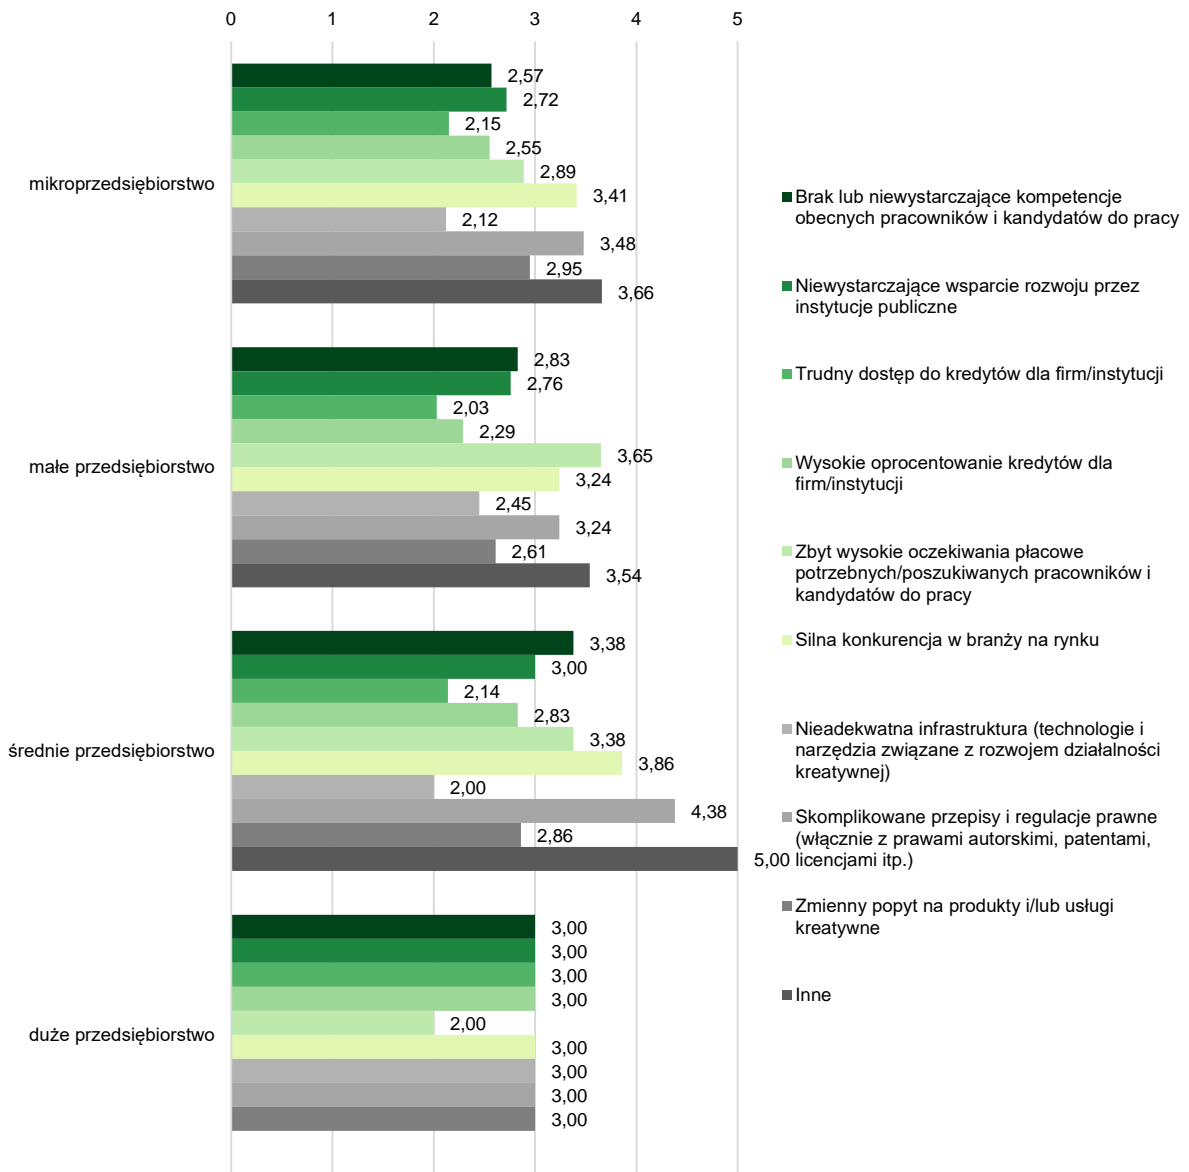 0 1 2 3 4 5
mikroprzedsiębiorstwo
2,57
2,72
2,15
2,55
2,89
3,41
2,12
3,48
2,95
3,66
małe przedsiębiorstwo
2,83
2,76
2,03
2,29
3,65
3,24
2,45
3,24
2,61
3,54
średnie przedsiębiorstwo
3,38
3,00
2,14
2,83
3,38
3,86
2,00
4,38
2,86
5,00
duże przedsiębiorstwo
3,00
3,00
3,00
3,00
2,00
3,00
3,00
3,00
3,00
Brak lub niewystarczające kompetencje
obecnych pracowników i kandydatów do pracy
Niewystarczające wsparcie rozwoju przez
instytucje publiczne
Trudny dostęp do kredytów dla firm/instytucji
Wysokie oprocentowanie kredytów dla
firm/instytucji
Zbyt wysokie oczekiwania płacowe
potrzebnych/poszukiwanych pracowników i
kandydatów do pracy
Silna konkurencja w branży na rynku
Nieadekwatna infrastruktura (technologie i
narzędzia związane z rozwojem działalności
kreatywnej)
Skomplikowane przepisy i regulacje prawne
(włącznie z prawami autorskimi, patentami,
licencjami itp.)
Zmienny popyt na produkty i/lub usługi
kreatywne
Inne